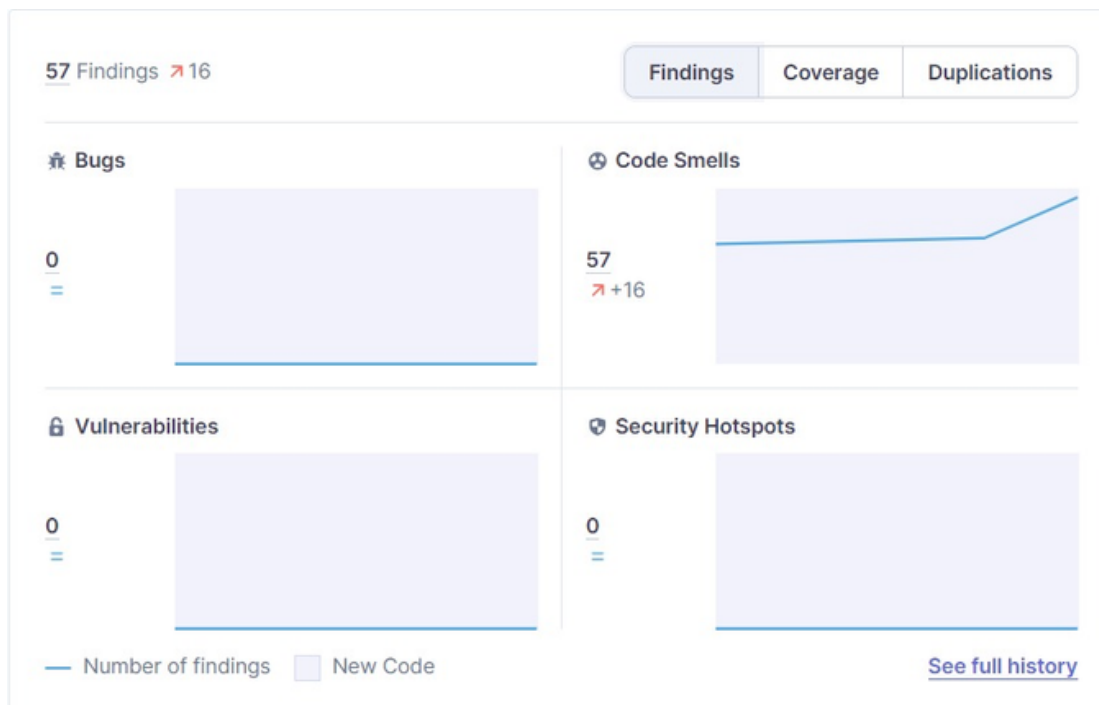 57 Findings 16
Findings Coverage Duplications
Bugs
0
=
Code Smells
57
+16
Vulnerabilities
0
=
Security Hotspots
0
=
Number of findings New Code
See full history